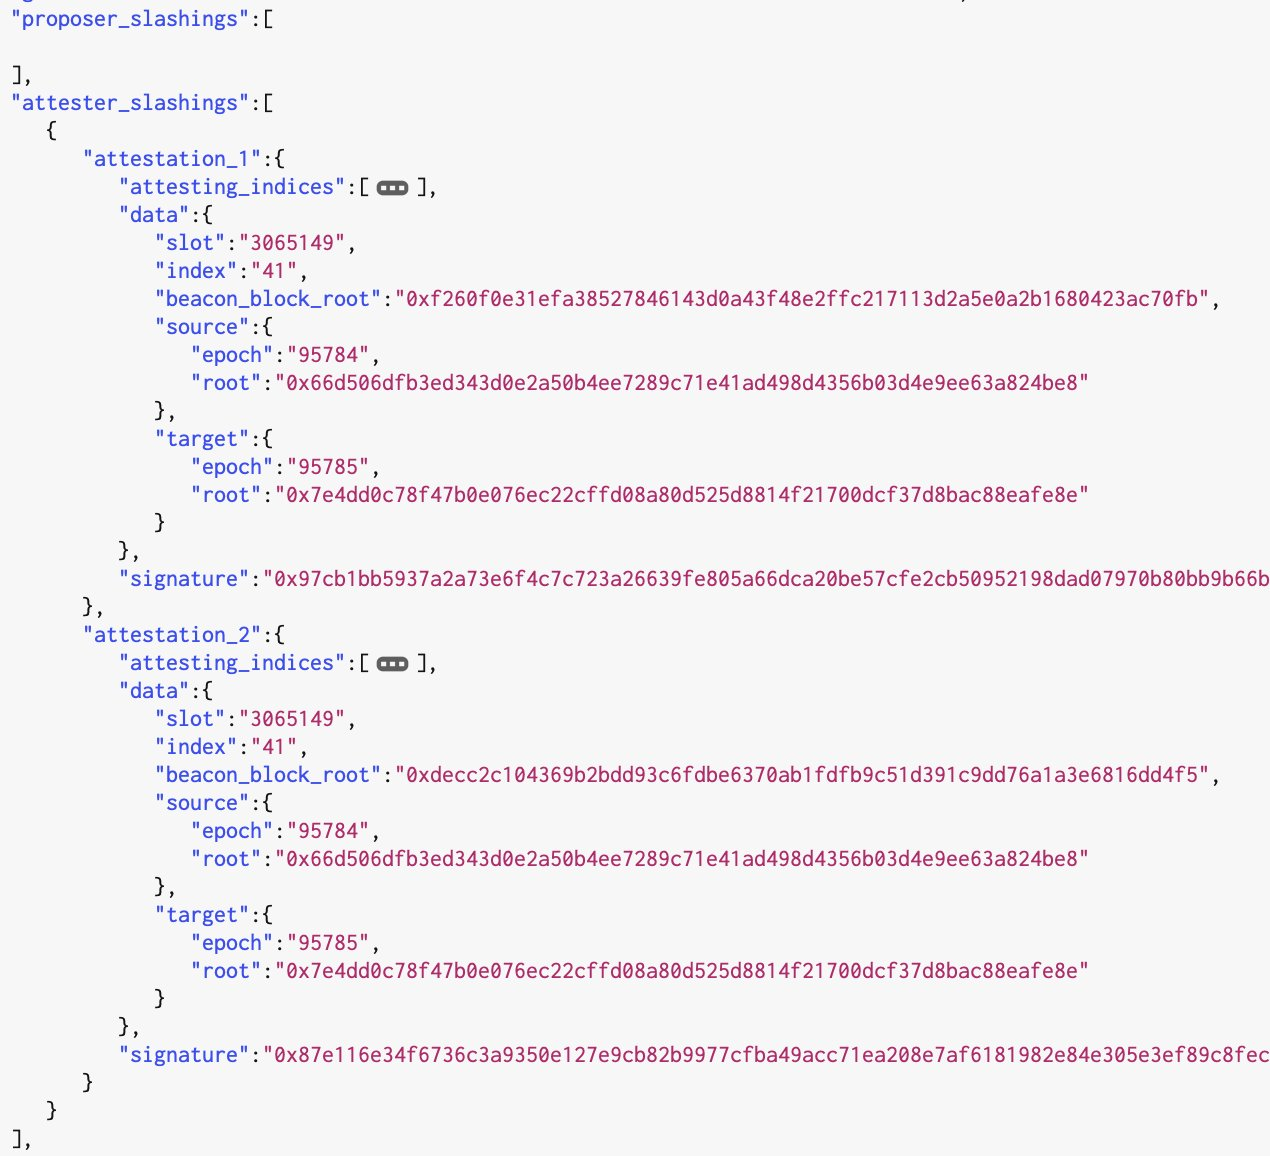 "proposer_slashings":[
],
"attester_slashings":[
{
"attestation_1":{
"attesting_indices":[ ... ],
"data":{
"slot":"3065149",
"index":"41",
"beacon_block_root":"0xf260f0e31efa38527846143d0a43f48e2ffc217113d2a5e0a2b1680423ac70fb",
"source":{
"epoch":"95784",
"root":"0x66d506dfb3ed343d0e2a50b4ee7289c71e41ad498d4356b03d4e9ee63a824be8"
},
"target":{
"epoch":"95785",
"root":"0x7e4dd0c78f47b0e076ec22cffd08a80d525d8814f21700dcf37d8bac88eafe8e"
}
},
"signature":"0x97cb1bb5937a2a73e6f4c7c723a26639fe805a66dca20be57cfe2cb50952198dad07970b80bb9b66b
},
"attestation_2":{
"attesting_indices":[ ... ],
"data":{
"slot":"3065149",
"index":"41",
"beacon_block_root":"0xdecc2c104369b2bdd93c6fdbe6370ab1fdfb9c51d391c9dd76a1a3e6816dd4f5",
"source":{
"epoch":"95784",
"root":"0x66d506dfb3ed343d0e2a50b4ee7289c71e41ad498d4356b03d4e9ee63a824be8"
},
"target":{
"epoch":"95785",
"root":"0x7e4dd0c78f47b0e076ec22cffd08a80d525d8814f21700dcf37d8bac88eafe8e"
}
},
"signature":"0x87e116e34f6736c3a9350e127e9cb82b9977cfba49acc71ea208e7af6181982e84e305e3ef89c8fec
}
}
],